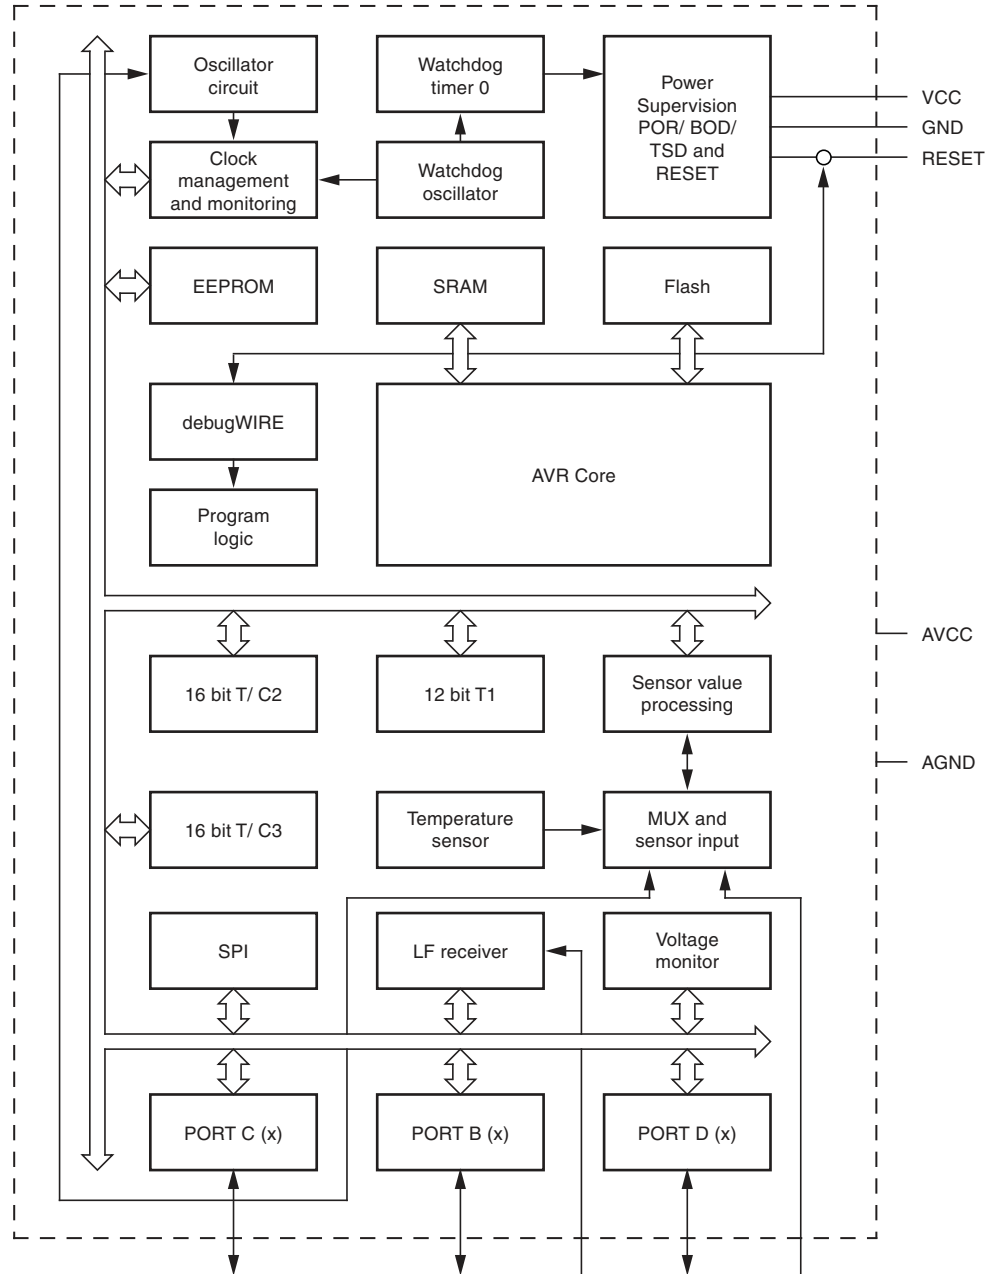 Oscillator
circuit
Watchdog
timer 0
Power
Supervision
POR/ BOD/
TSD and
RESET
VCC
GND
RESET
Clock
management
and monitoring
Watchdog
oscillator
EEPROM
SRAM
Flash
debugWIRE
AVR Core
Program
logic
AVCC
16 bit T/ C2
12 bit T1
Sensor value
processing
AGND
16 bit T/ C3
Temperature
sensor
MUX and
sensor input
SPI
LF receiver
Voltage
monitor
PORT C (x)
PORT B (x)
PORT D (x)